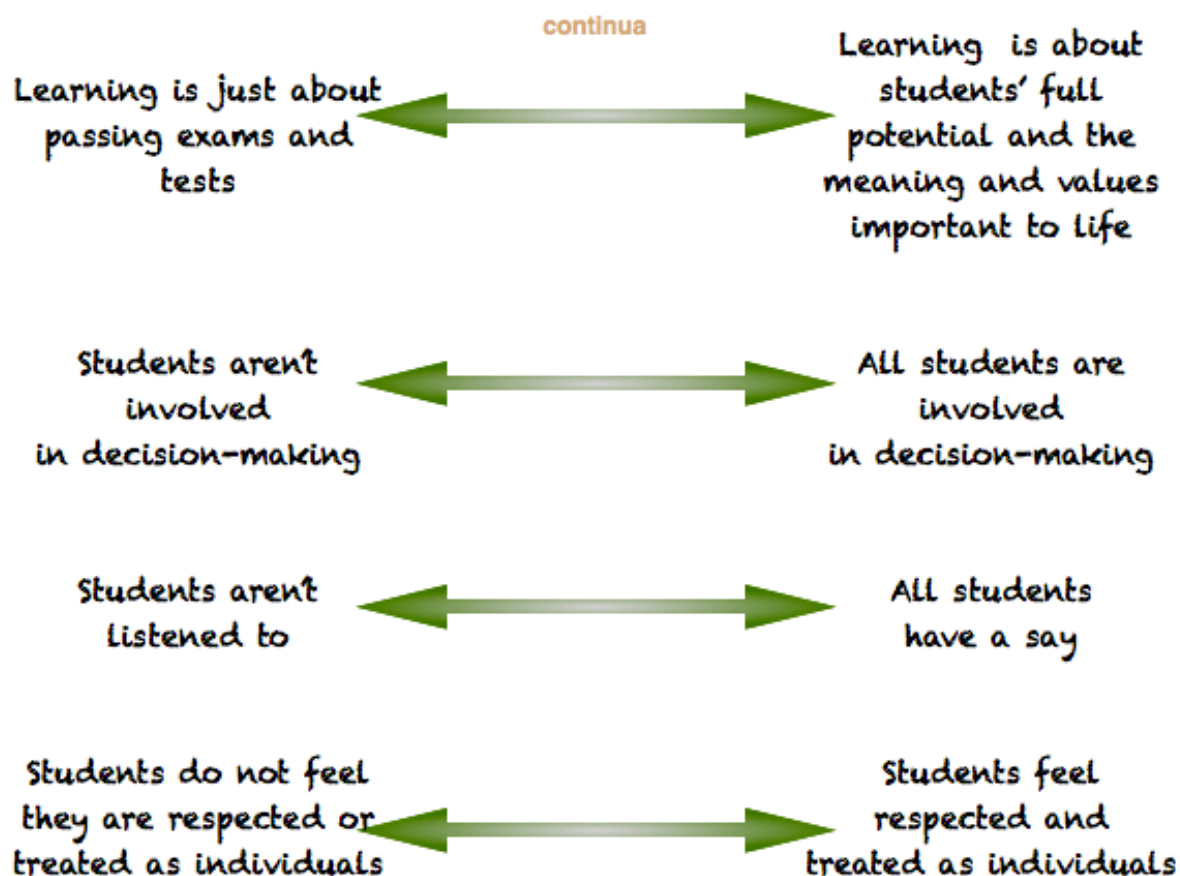 continua
Learning is just about
passing exams and
tests
Learning is about
students' full
potential and the
meaning and values
important to life
Students aren't
involved
in decision-making
All students are
involved
in decision-making
Students aren't
listened to
All students
have a say
Students do not feel
they are respected or
treated as individuals
Students feel
respected and
treated as individuals